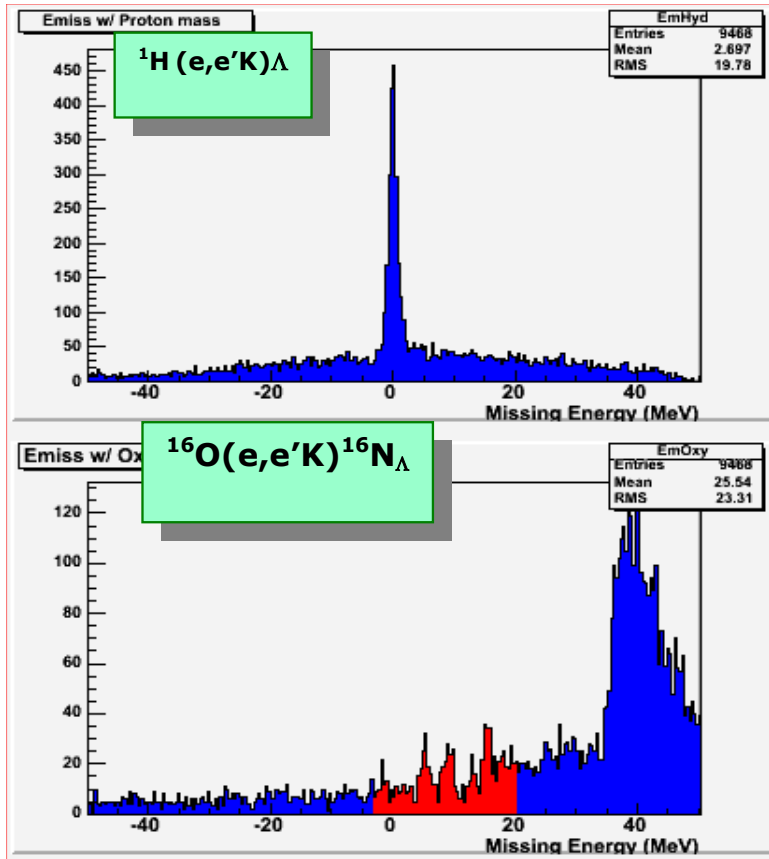 Emiss w/ Proton mass
¹H (e,e'K)Λ
EmHyd
Entries 9468
Mean 2.697
RMS 19.78
450
400
350
300
250
200
150
100
50
0
-40 -20 0 20 40
Missing Energy (MeV)
Emiss w/ Ox
¹⁶O(e,e'K)¹⁶N_Λ
EmOxy
Entries 9468
Mean 25.54
RMS 23.31
120
100
80
60
40
20
0
-40 -20 0 20 40
Missing Energy (MeV)